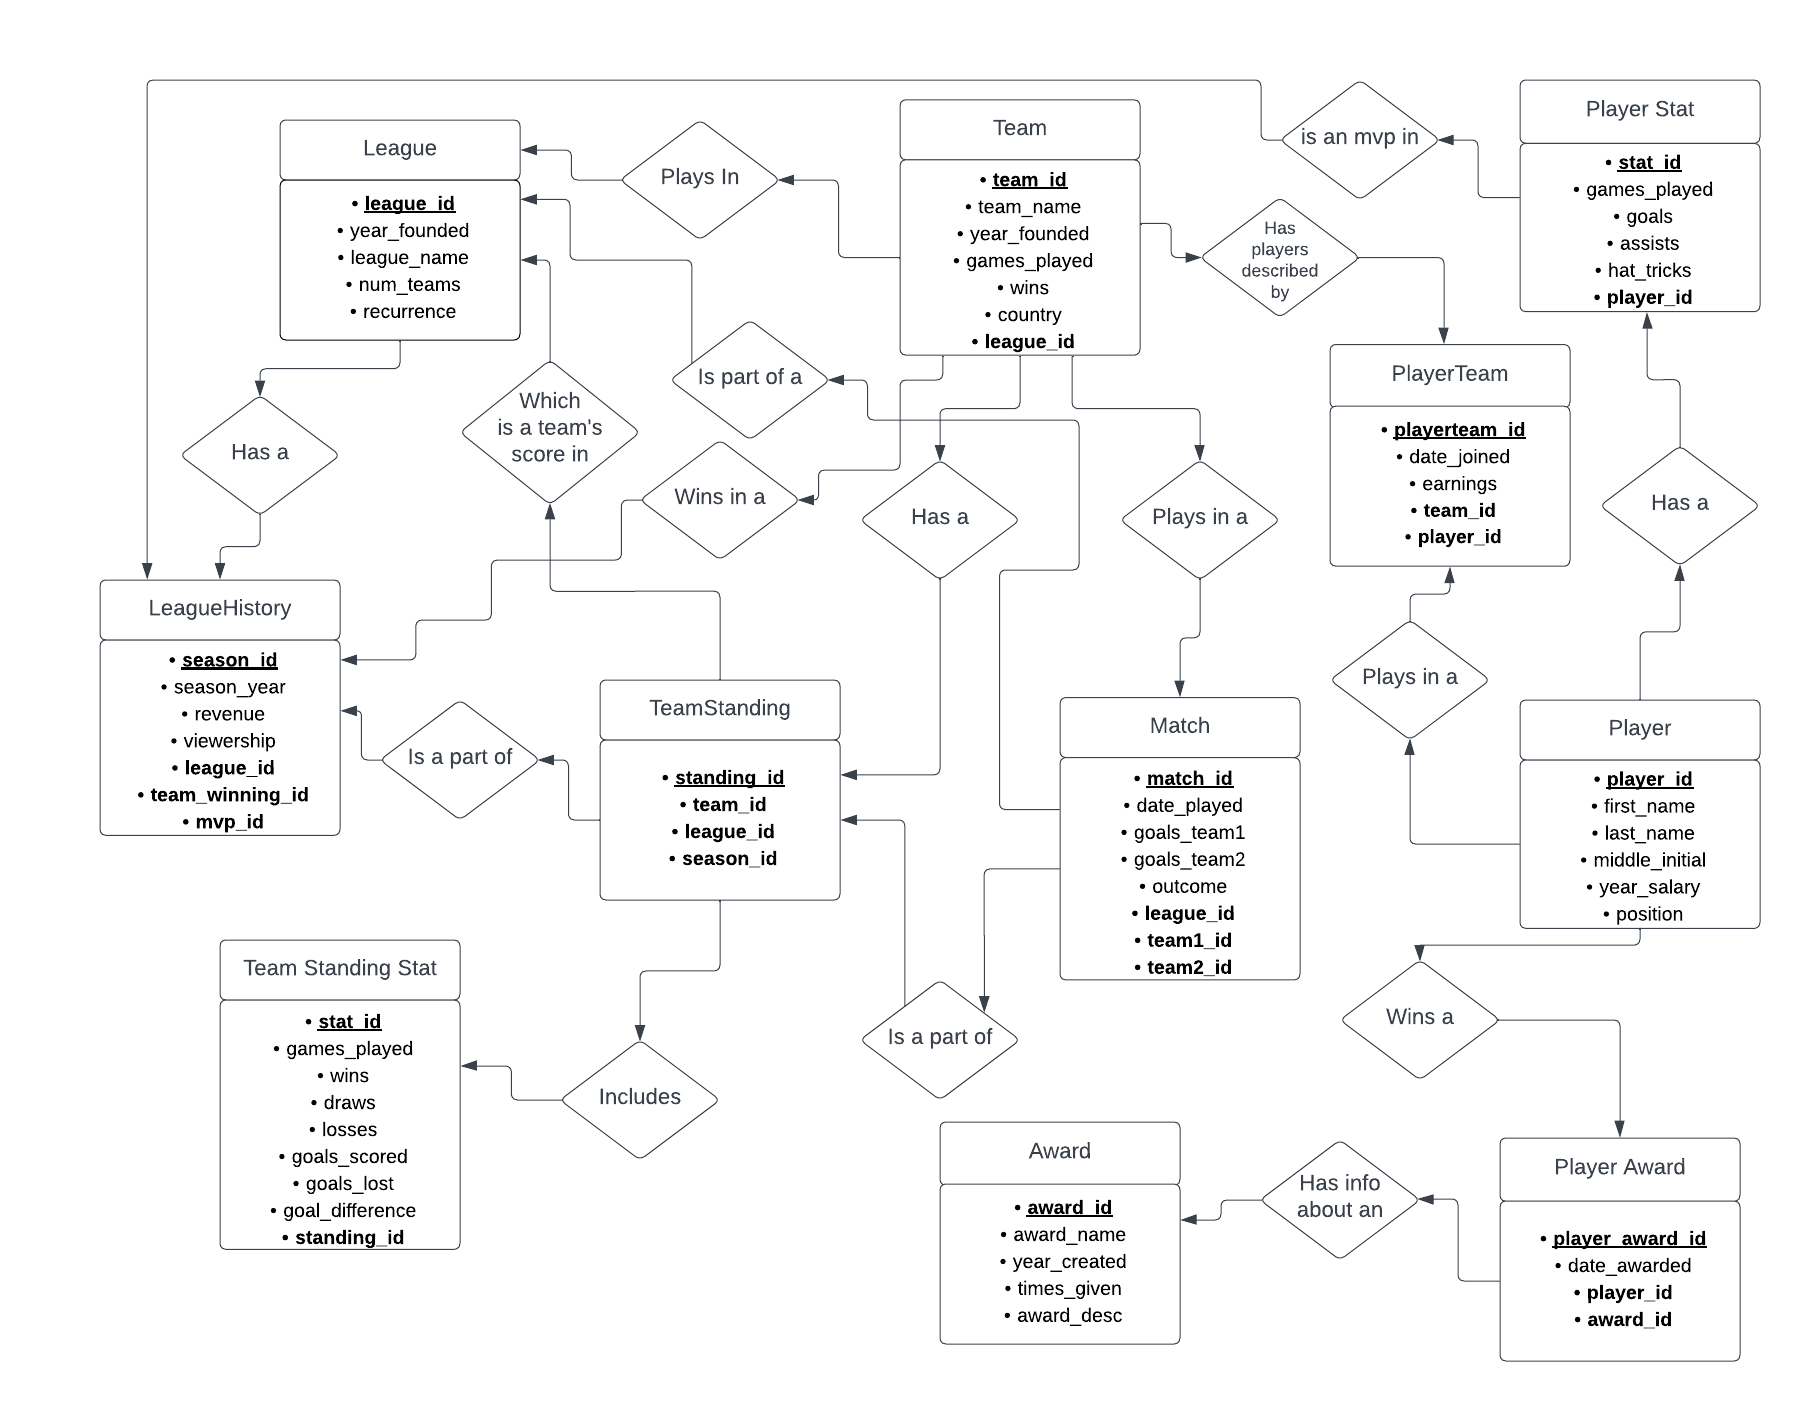 League
• league_id
• year_founded
• league_name
• num_teams
• recurrence
Plays In
Team
• team_id
• team_name
• year_founded
• games_played
• wins
• country
• league_id
is an mvp in
Player Stat
• stat_id
• games_played
• goals
• assists
• hat_tricks
• player_id
Has
players
described
by
Has a
Which
is a team's
score in
Is part of a
Wins in a
Has a
Plays in a
PlayerTeam
• playerteam_id
• date_joined
• earnings
• team_id
• player_id
Has a
LeagueHistory
• season_id
• season_year
• revenue
• viewership
• league_id
• team_winning_id
• mvp_id
Is a part of
TeamStanding
• standing_id
• team_id
• league_id
• season_id
Match
• match_id
• date_played
• goals_team1
• goals_team2
• outcome
• league_id
• team1_id
• team2_id
Plays in a
Player
• player_id
• first_name
• last_name
• middle_initial
• year_salary
• position
Team Standing Stat
• stat_id
• games_played
• wins
• draws
• losses
• goals_scored
• goals_lost
• goal_difference
• standing_id
Includes
Is a part of
Wins a
Award
• award_id
• award_name
• year_created
• times_given
• award_desc
Has info
about an
Player Award
• player_award_id
• date_awarded
• player_id
• award_id